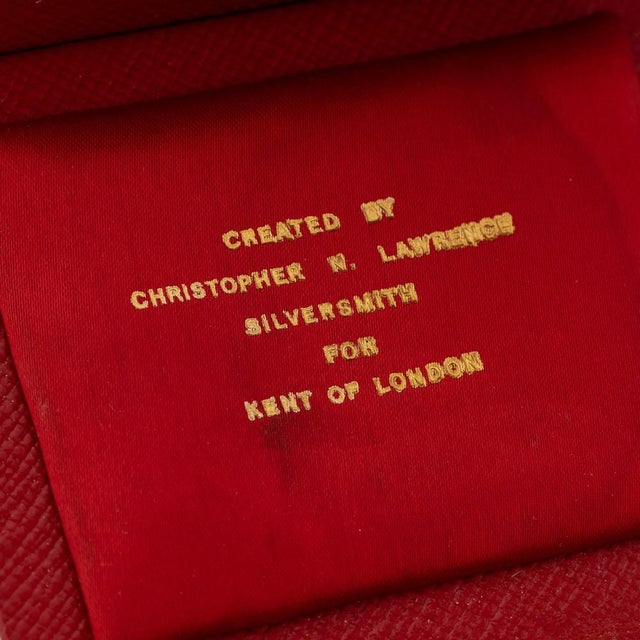 CREATED BY
CHRISTOPHER N. LAWRENCE
SILVERSMITH
FOR
KENT OF LONDON